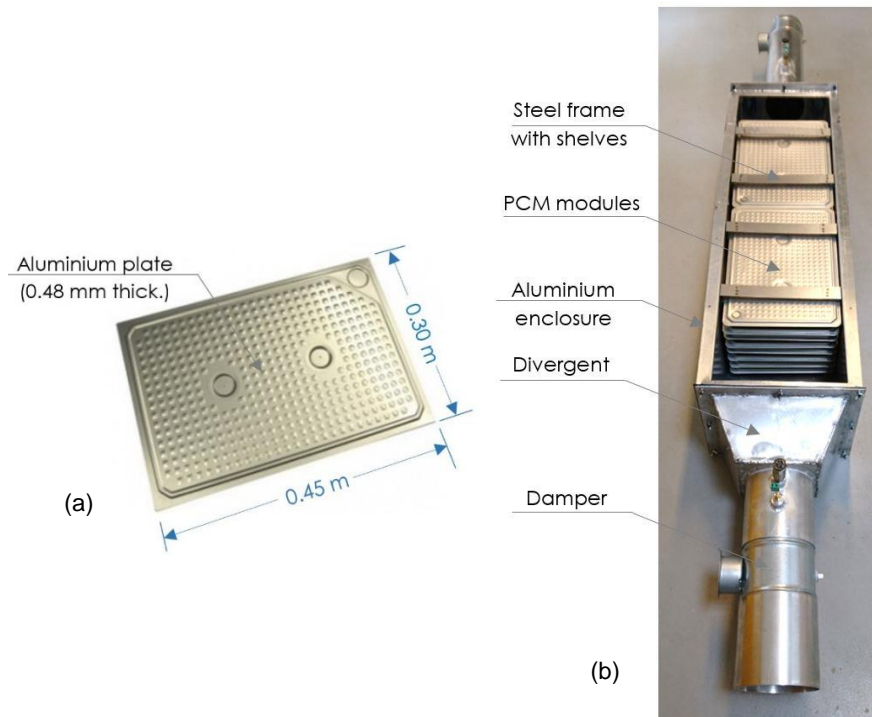 Steel frame
with shelves
PCM modules
Aluminium plate
(0.48 mm thick.)
Aluminium
enclosure
0.30 m
Divergent
0.45 m
(a)
Damper
(b)